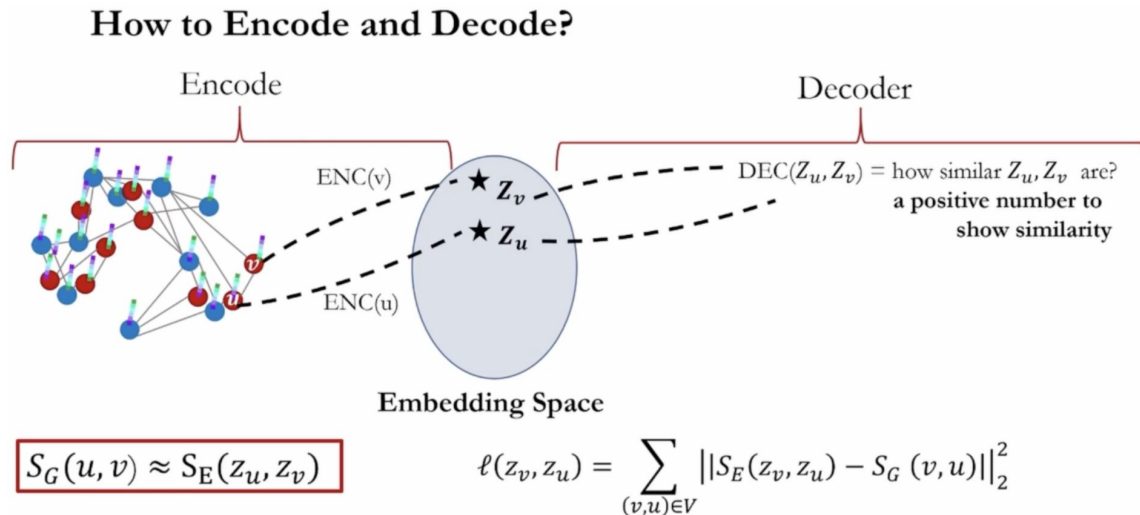 How to Encode and Decode?
Encode
Decoder
ENC(v)
DEC(Z_u, Z_v) = how similar Z_u, Z_v are?
a positive number to
show similarity
★ Z_v
★ Z_u
v
u
ENC(u)
Embedding Space
S_G(u, v) ≈ S_E(z_u, z_v)
ℓ(z_v, z_u) = ∑_{(v,u)∈V} ||S_E(z_v, z_u) − S_G (v, u)||_2^2